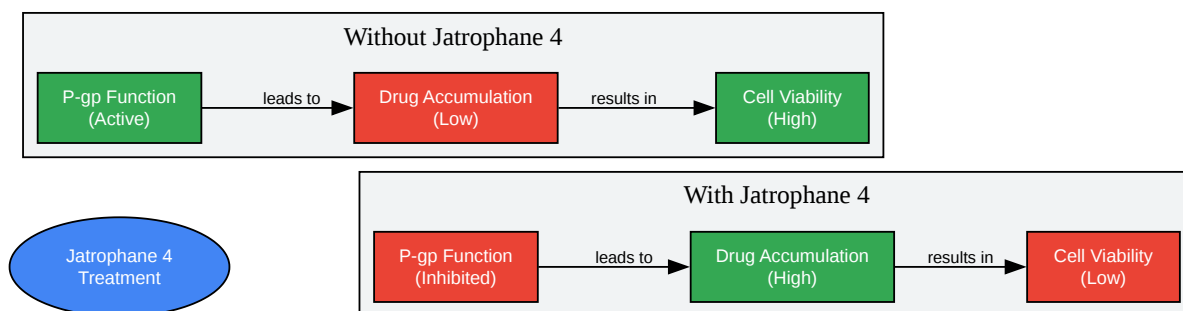 Without Jatrophane 4
P-gp Function
(Active)
leads to
Drug Accumulation
(Low)
results in
Cell Viability
(High)
With Jatrophane 4
Jatrophane 4
Treatment
P-gp Function
(Inhibited)
leads to
Drug Accumulation
(High)
results in
Cell Viability
(Low)